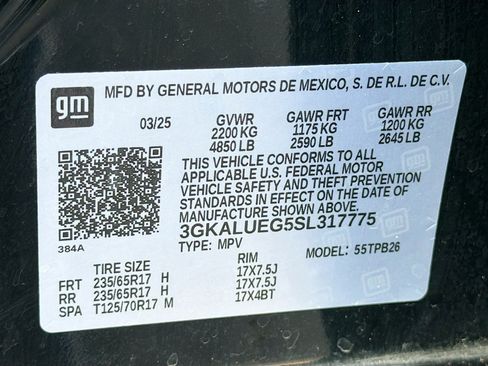 gm
MFD BY GENERAL MOTORS DE MEXICO, S. DE R.L. DE C.V.
03/25 GVWR GAWR FRT GAWR RR
2200 KG 1175 KG 1200 KG
4850 LB 2590 LB 2645 LB
THIS VEHICLE CONFORMS TO ALL
APPLICABLE U.S. FEDERAL MOTOR
VEHICLE SAFETY AND THEFT PREVENTION
STANDARDS IN EFFECT ON THE DATE OF
MANUFACTURE SHOWN ABOVE.
3GKALUEG5SL317775
384A
TYPE: MPV MODEL: 55TPB26
TIRE SIZE RIM
FRT 235/65R17 H 17X7.5J
RR 235/65R17 H 17X7.5J
SPA T125/70R17 M 17X4BT